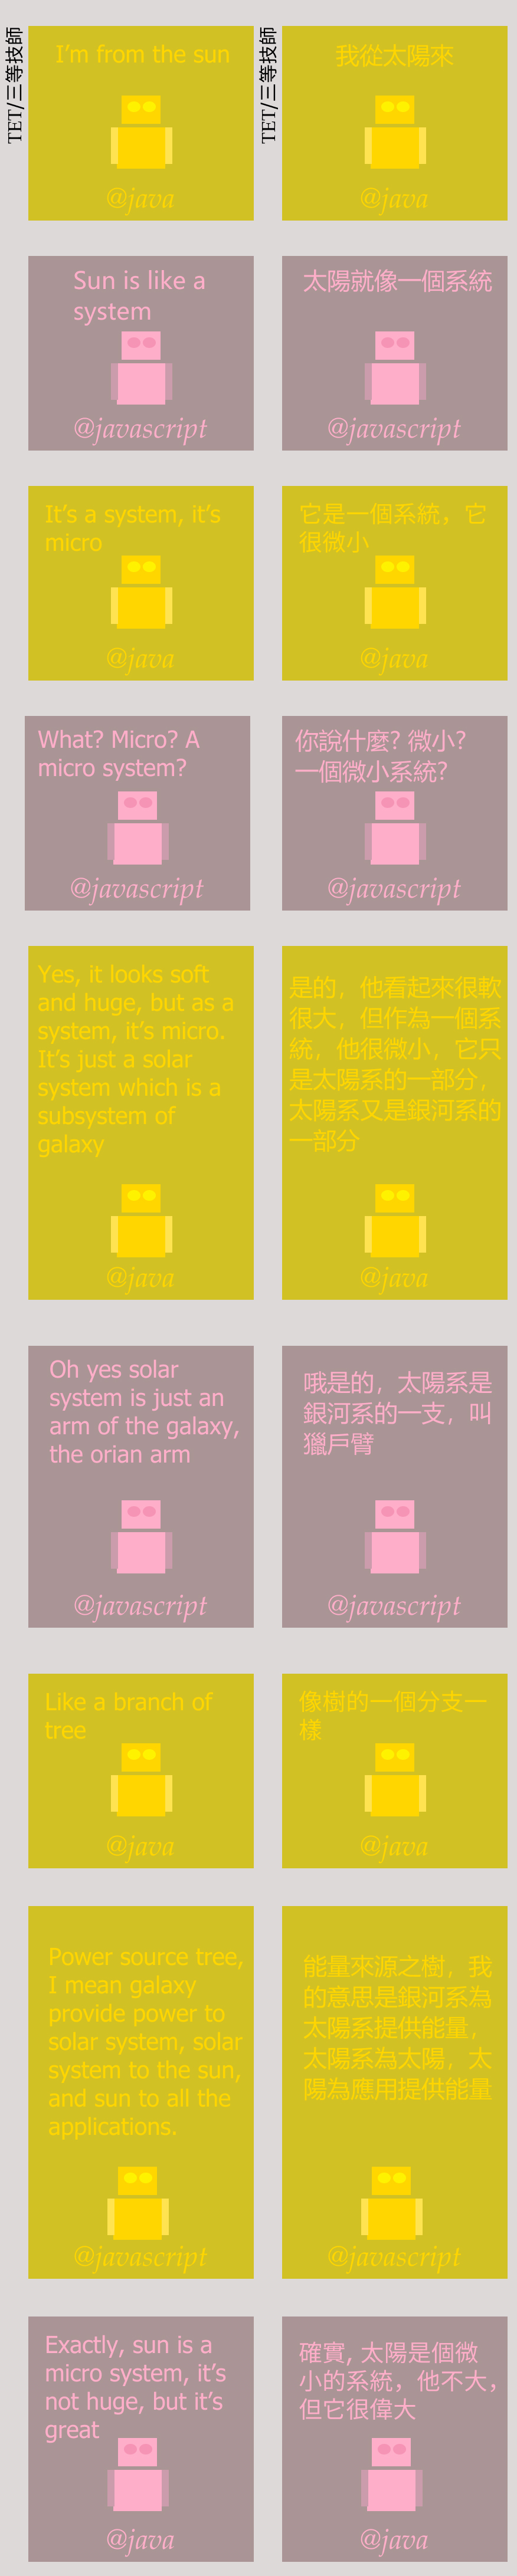 TET/三等技師
I'm from the sun
@java
TET/三等技師
我從太陽來
@java
Sun is like a
system
@javascript
太陽就像一個系統
@javascript
It's a system, it's
micro
@java
它是一個系統，它
很微小
@java
What? Micro? A
micro system?
@javascript
你說什麼? 微小?
一個微小系統?
@javascript
Yes, it looks soft
and huge, but as a
system, it's micro.
It's just a solar
system which is a
subsystem of
galaxy
@java
是的，他看起來很軟
很大，但作為一個系
統，他很微小，它只
是太陽系的一部分，
太陽系又是銀河系的
一部分
@java
Oh yes solar
system is just an
arm of the galaxy,
the orian arm
@javascript
哦是的，太陽系是
銀河系的一支，叫
獵戶臂
@javascript
Like a branch of
tree
@java
像樹的一個分支一
樣
@java
Power source tree,
I mean galaxy
provide power to
solar system, solar
system to the sun,
and sun to all the
applications.
@javascript
能量來源之樹，我
的意思是銀河系為
太陽系提供能量，
太陽系為太陽，太
陽為應用提供能量
@javascript
Exactly, sun is a
micro system, it's
not huge, but it's
great
@java
確實, 太陽是個微
小的系統，他不大，
但它很偉大
@java